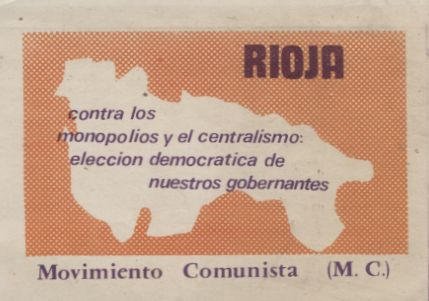 RIOJA
contra los
monopolios y el centralismo:
eleccion democratica de
nuestros gobernantes
Movimiento Comunista (M. C.)